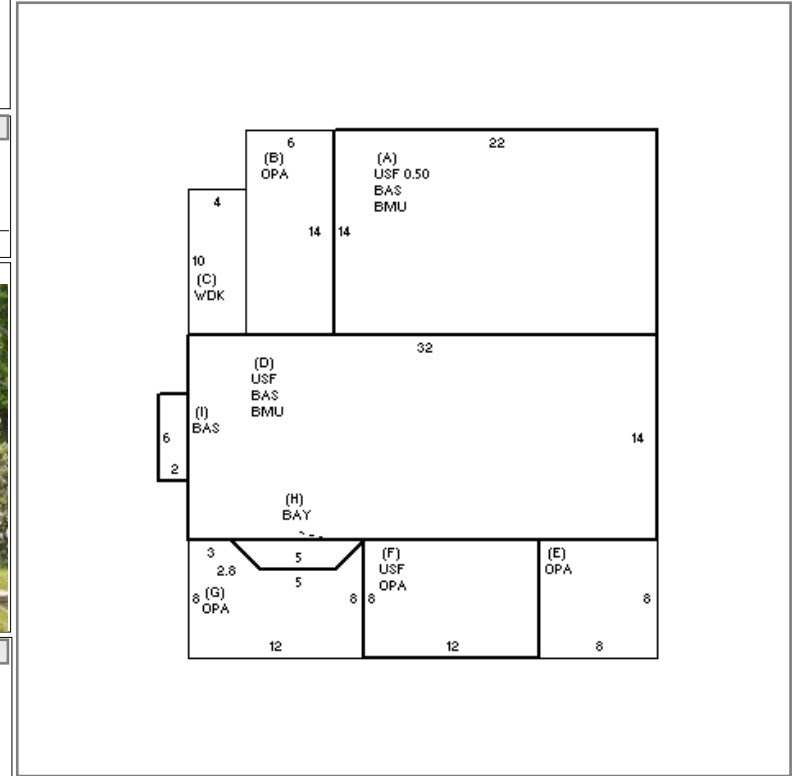 6
22
(B)
OPA
(A)
USF 0.50
BAS
BMU
4
14
14
10
(C)
WDK
32
(D)
USF
BAS
BMU
(I)
BAS
6
14
2
(H)
BAY
3
5
2.8
5
(F)
USF
OPA
(E)
OPA
8
(G)
OPA
8
8
8
12
12
8